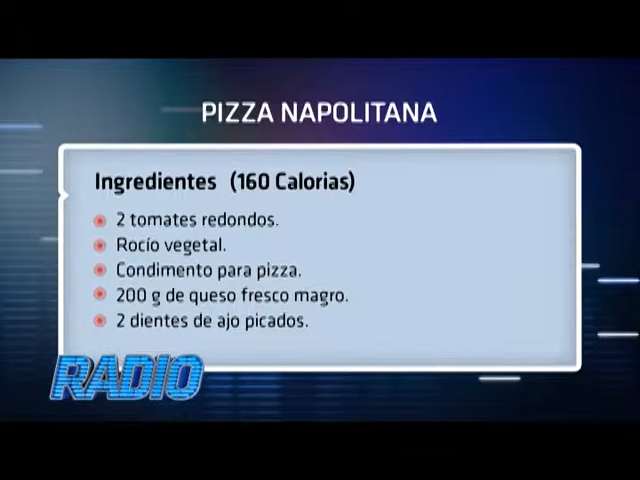 PIZZA NAPOLITANA
Ingredientes (160 Calorias)
2 tomates redondos.
Rocío vegetal.
Condimento para pizza.
200 g de queso fresco magro.
2 dientes de ajo picados.
RADIO